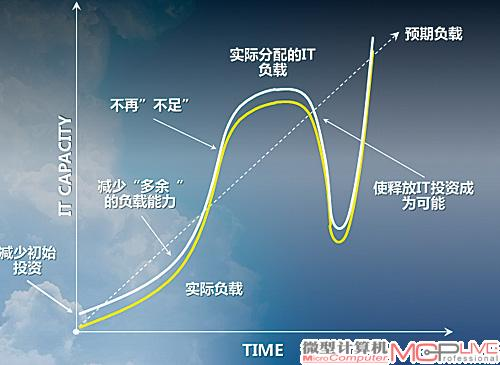 预期负载
实际分配的IT
负载
不再”不足”
IT CAPACITY
减少“多余“
的负载能力
使释放IT投资成
为可能
减少初始
投资
实际负载
TIME
微型计算机
MicroComputer
MCPLIVE
Professional